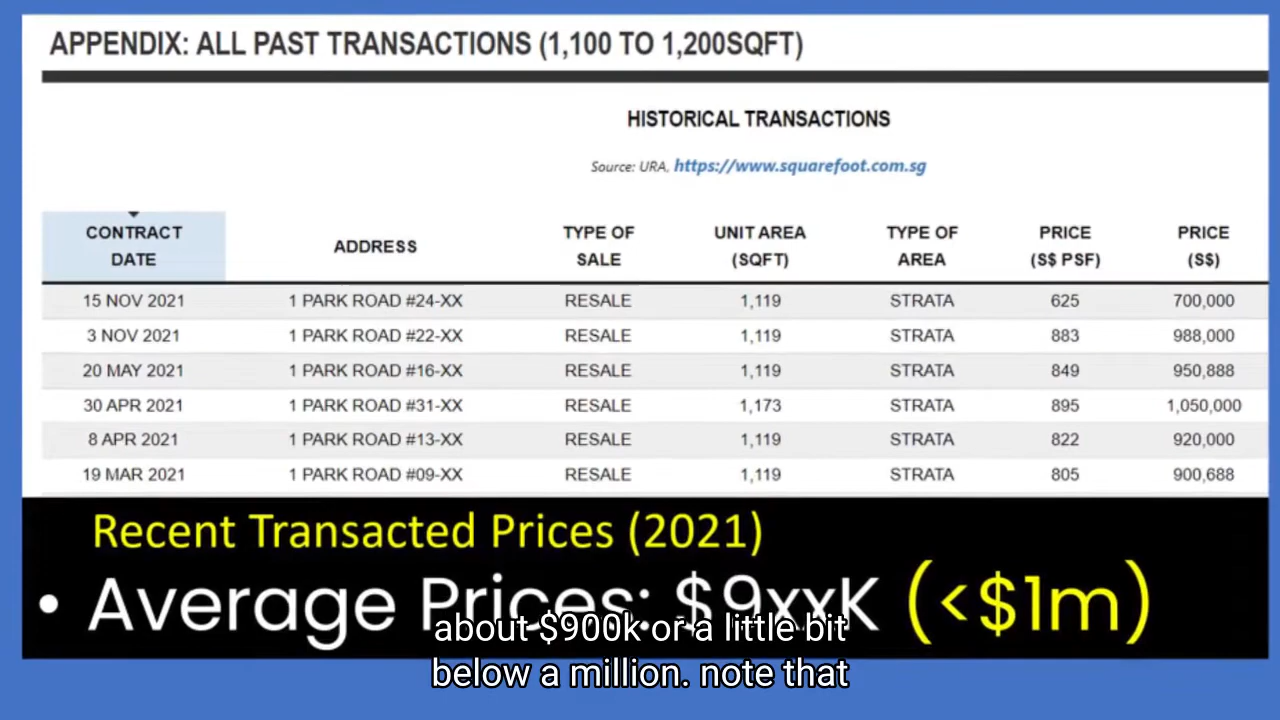 APPENDIX: ALL PAST TRANSACTIONS (1,100 TO 1,200SQFT)
HISTORICAL TRANSACTIONS
Source: URA, https://www.squarefoot.com.sg
CONTRACT DATE ADDRESS TYPE OF SALE UNIT AREA (SQFT) TYPE OF AREA PRICE (S$ PSF) PRICE (S$)
15 NOV 2021 1 PARK ROAD #24-XX RESALE 1,119 STRATA 625 700,000
3 NOV 2021 1 PARK ROAD #22-XX RESALE 1,119 STRATA 883 988,000
20 MAY 2021 1 PARK ROAD #16-XX RESALE 1,119 STRATA 849 950,888
30 APR 2021 1 PARK ROAD #31-XX RESALE 1,173 STRATA 895 1,050,000
8 APR 2021 1 PARK ROAD #13-XX RESALE 1,119 STRATA 822 920,000
19 MAR 2021 1 PARK ROAD #09-XX RESALE 1,119 STRATA 805 900,688
Recent Transacted Prices (2021)
• Average Prices: $9xxK (<$1m)
about $900k or a little bit
below a million. note that